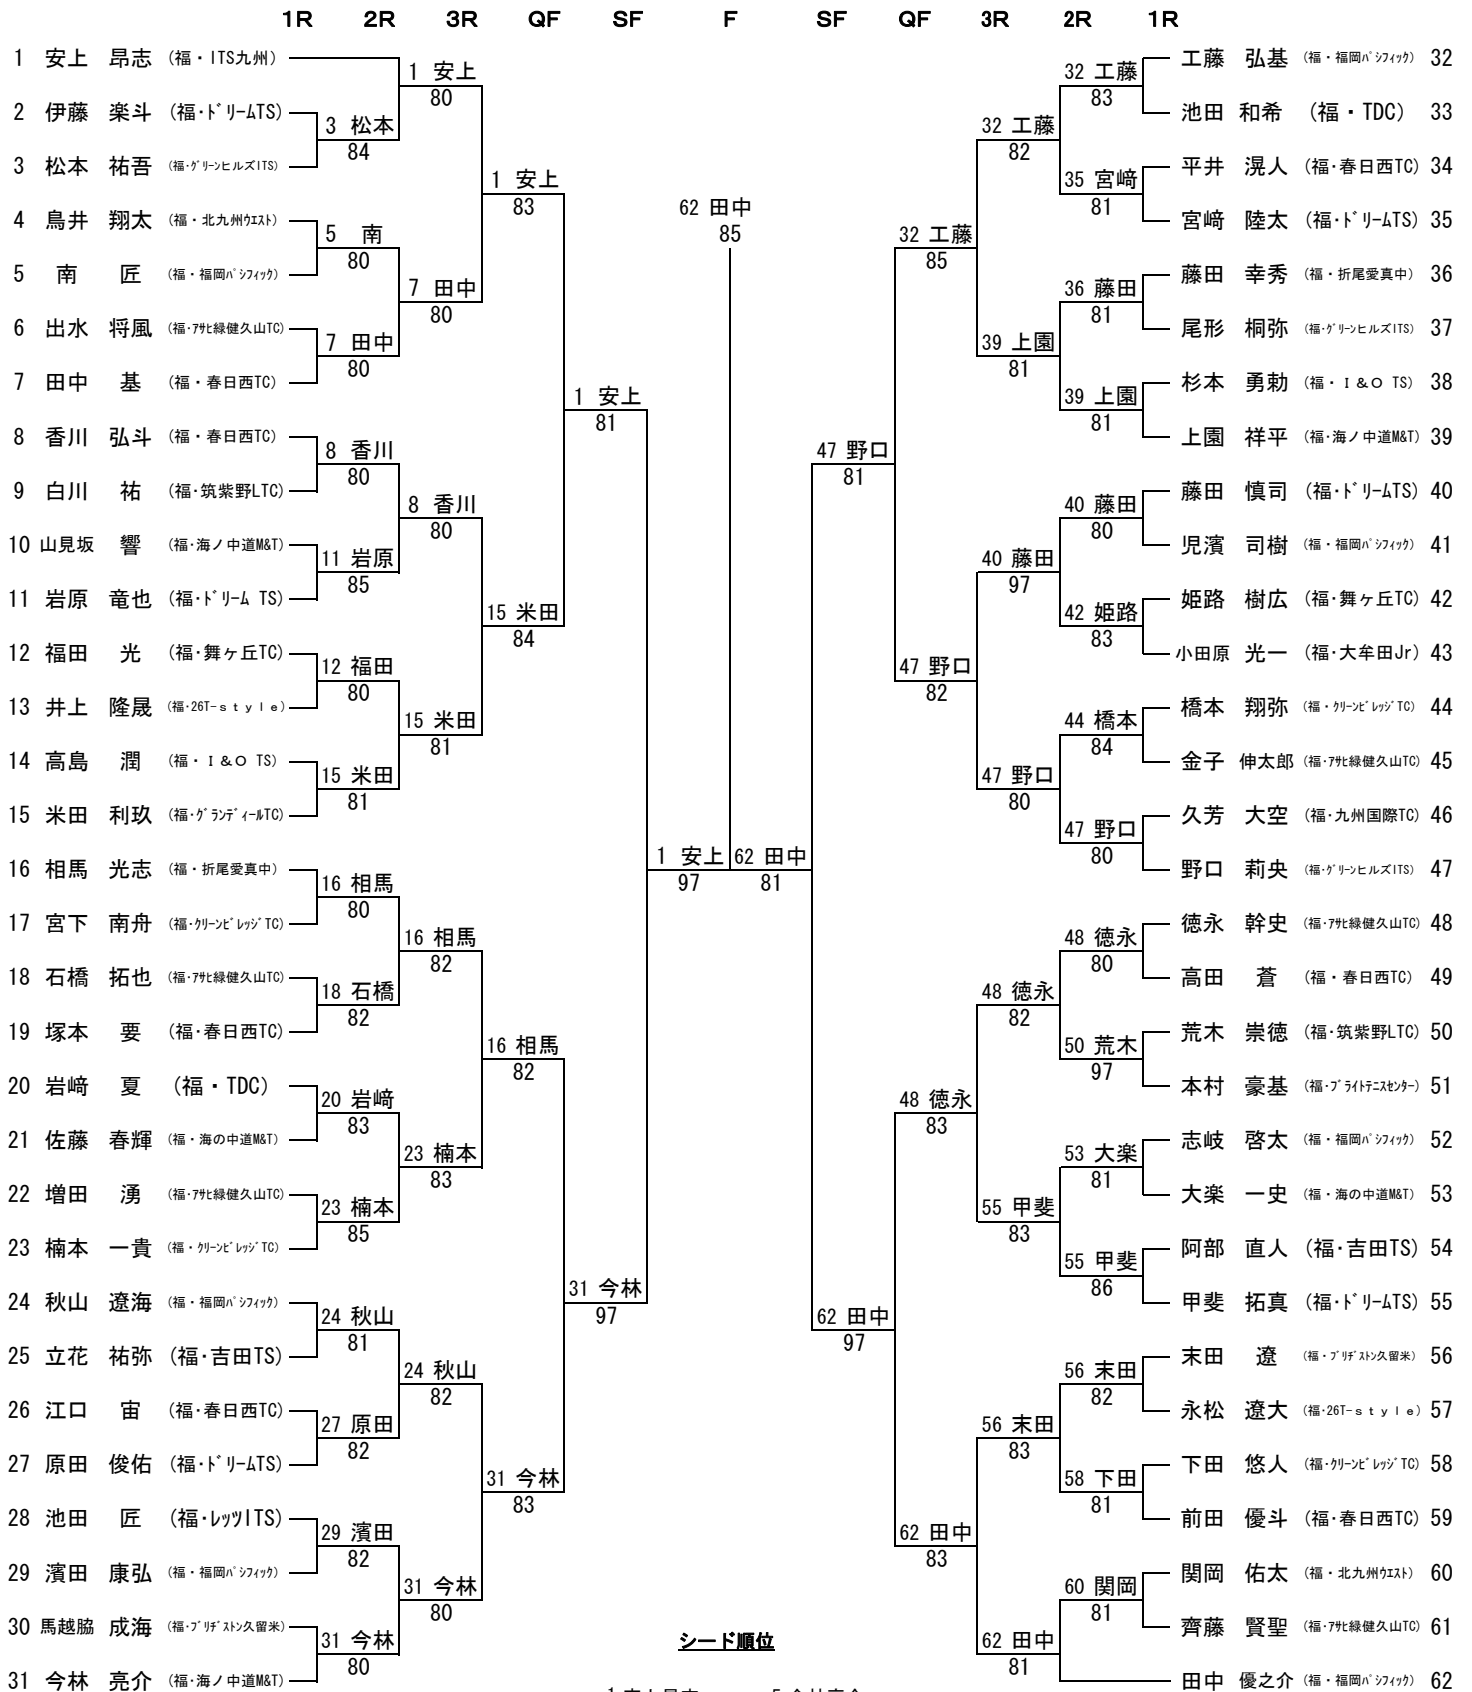 1R 2R 3R QF SF F SF QF 3R 2R 1R
1 安上 昂志 (福・ITS九州)
2 伊藤 楽斗 (福・ドリームTS)
3 松本 祐吾 (福・グリーンヒルズITS)
4 鳥井 翔太 (福・北九州ウエスト)
5 南 匠 (福・福岡パシフィック)
6 出水 将風 (福・アサヒ緑健久山TC)
7 田中 基 (福・春日西TC)
8 香川 弘斗 (福・春日西TC)
9 白川 祐 (福・筑紫野LTC)
10 山見坂 響 (福・海ノ中道M&T)
11 岩原 竜也 (福・ドリーム TS)
12 福田 光 (福・舞ヶ丘TC)
13 井上 隆晟 (福・26T-style)
14 高島 潤 (福・I&O TS)
15 米田 利玖 (福・グランディールTC)
16 相馬 光志 (福・折尾愛真中)
17 宮下 南舟 (福・クリーンビレッジTC)
18 石橋 拓也 (福・アサヒ緑健久山TC)
19 塚本 要 (福・春日西TC)
20 岩﨑 夏 (福・TDC)
21 佐藤 春輝 (福・海の中道M&T)
22 増田 湧 (福・アサヒ緑健久山TC)
23 楠本 一貴 (福・クリーンビレッジTC)
24 秋山 遼海 (福・福岡パシフィック)
25 立花 祐弥 (福・吉田TS)
26 江口 宙 (福・春日西TC)
27 原田 俊佑 (福・ドリームTS)
28 池田 匠 (福・レッツITS)
29 濱田 康弘 (福・福岡パシフィック)
30 馬越脇 成海 (福・ブリヂストン久留米)
31 今林 亮介 (福・海ノ中道M&T)
3 松本
84
5 南
80
7 田中
80
8 香川
80
11 岩原
85
12 福田
80
15 米田
81
16 相馬
80
18 石橋
82
20 岩﨑
83
23 楠本
85
24 秋山
81
27 原田
82
29 濱田
82
31 今林
80
1 安上
80
7 田中
80
8 香川
80
15 米田
81
16 相馬
82
23 楠本
83
24 秋山
82
31 今林
80
1 安上
83
15 米田
84
16 相馬
82
31 今林
83
1 安上
81
31 今林
97
1 安上
97
62 田中
85
62 田中
81
47 野口
81
62 田中
97
32 工藤
85
47 野口
82
48 徳永
83
62 田中
83
32 工藤
82
39 上園
81
40 藤田
97
47 野口
80
48 徳永
82
55 甲斐
83
56 末田
83
62 田中
81
32 工藤
83
35 宮﨑
81
36 藤田
81
39 上園
81
40 藤田
80
42 姫路
83
44 橋本
84
47 野口
80
48 徳永
80
50 荒木
97
53 大楽
81
55 甲斐
86
56 末田
82
58 下田
81
60 関岡
81
工藤 弘基 (福・福岡パシフィック) 32
池田 和希 (福・TDC) 33
平井 滉人 (福・春日西TC) 34
宮﨑 陸太 (福・ドリームTS) 35
藤田 幸秀 (福・折尾愛真中) 36
尾形 桐弥 (福・グリーンヒルズITS) 37
杉本 勇勅 (福・I&O TS) 38
上園 祥平 (福・海ノ中道M&T) 39
藤田 慎司 (福・ドリームTS) 40
児濱 司樹 (福・福岡パシフィック) 41
姫路 樹広 (福・舞ヶ丘TC) 42
小田原 光一 (福・大牟田Jr) 43
橋本 翔弥 (福・クリーンビレッジTC) 44
金子 伸太郎 (福・アサヒ緑健久山TC) 45
久芳 大空 (福・九州国際TC) 46
野口 莉央 (福・グリーンヒルズITS) 47
徳永 幹史 (福・アサヒ緑健久山TC) 48
高田 蒼 (福・春日西TC) 49
荒木 崇徳 (福・筑紫野LTC) 50
本村 豪基 (福・ブライトテニスセンター) 51
志岐 啓太 (福・福岡パシフィック) 52
大楽 一史 (福・海の中道M&T) 53
阿部 直人 (福・吉田TS) 54
甲斐 拓真 (福・ドリームTS) 55
末田 遼 (福・ブリヂストン久留米) 56
永松 遼大 (福・26T-style) 57
下田 悠人 (福・クリーンビレッジTC) 58
前田 優斗 (福・春日西TC) 59
関岡 佑太 (福・北九州ウエスト) 60
齊藤 賢聖 (福・アサヒ緑健久山TC) 61
田中 優之介 (福・福岡パシフィック) 62
シード順位